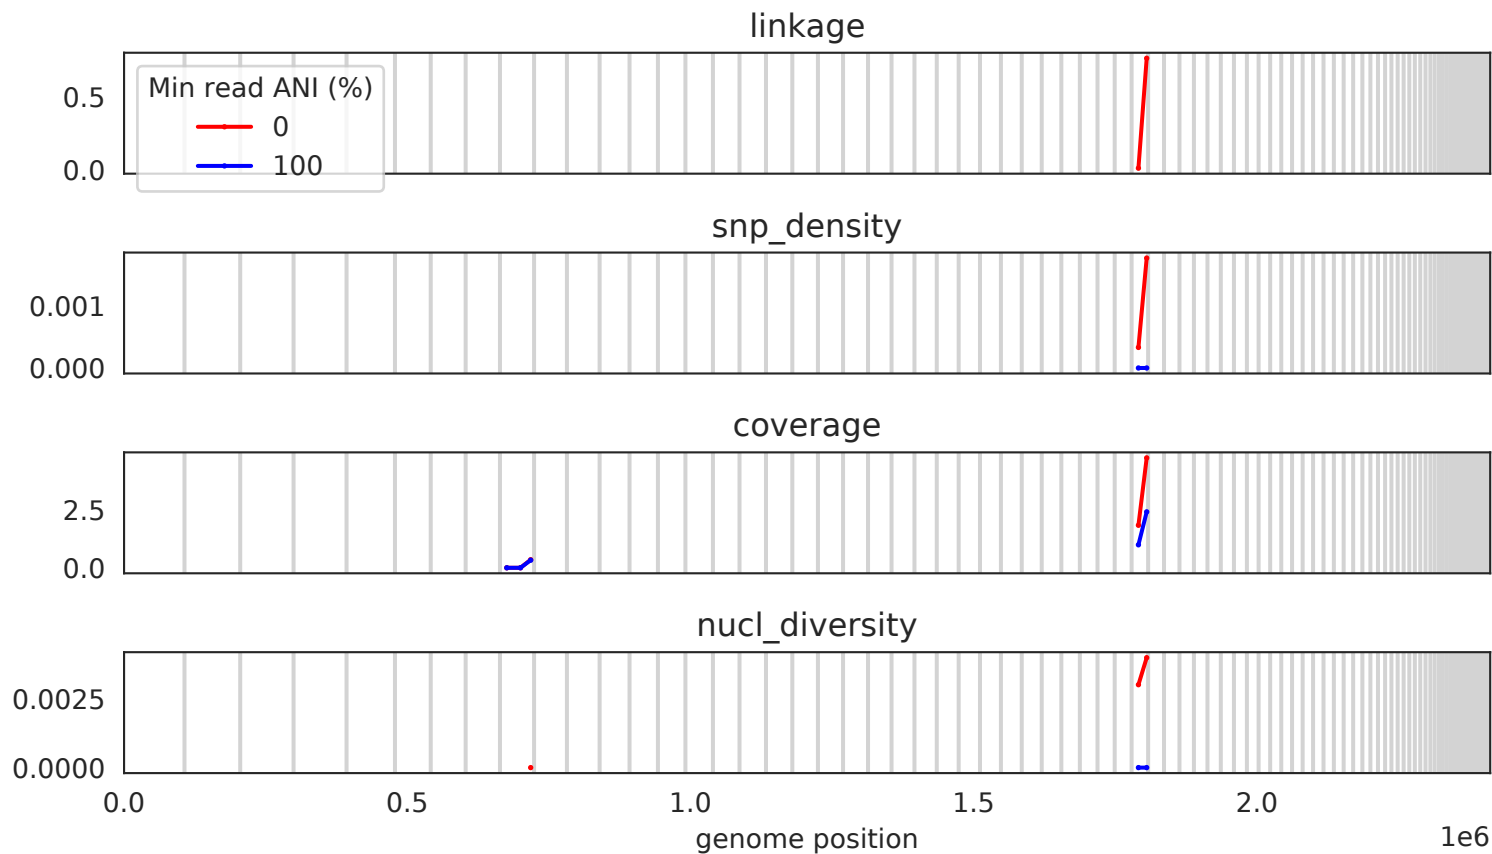 linkage
Min read ANI (%)
0
100
0.5
0.0
snp_density
0.001
0.000
coverage
2.5
0.0
nucl_diversity
0.0025
0.0000
0.0 0.5 1.0 1.5 2.0
genome position
1e6